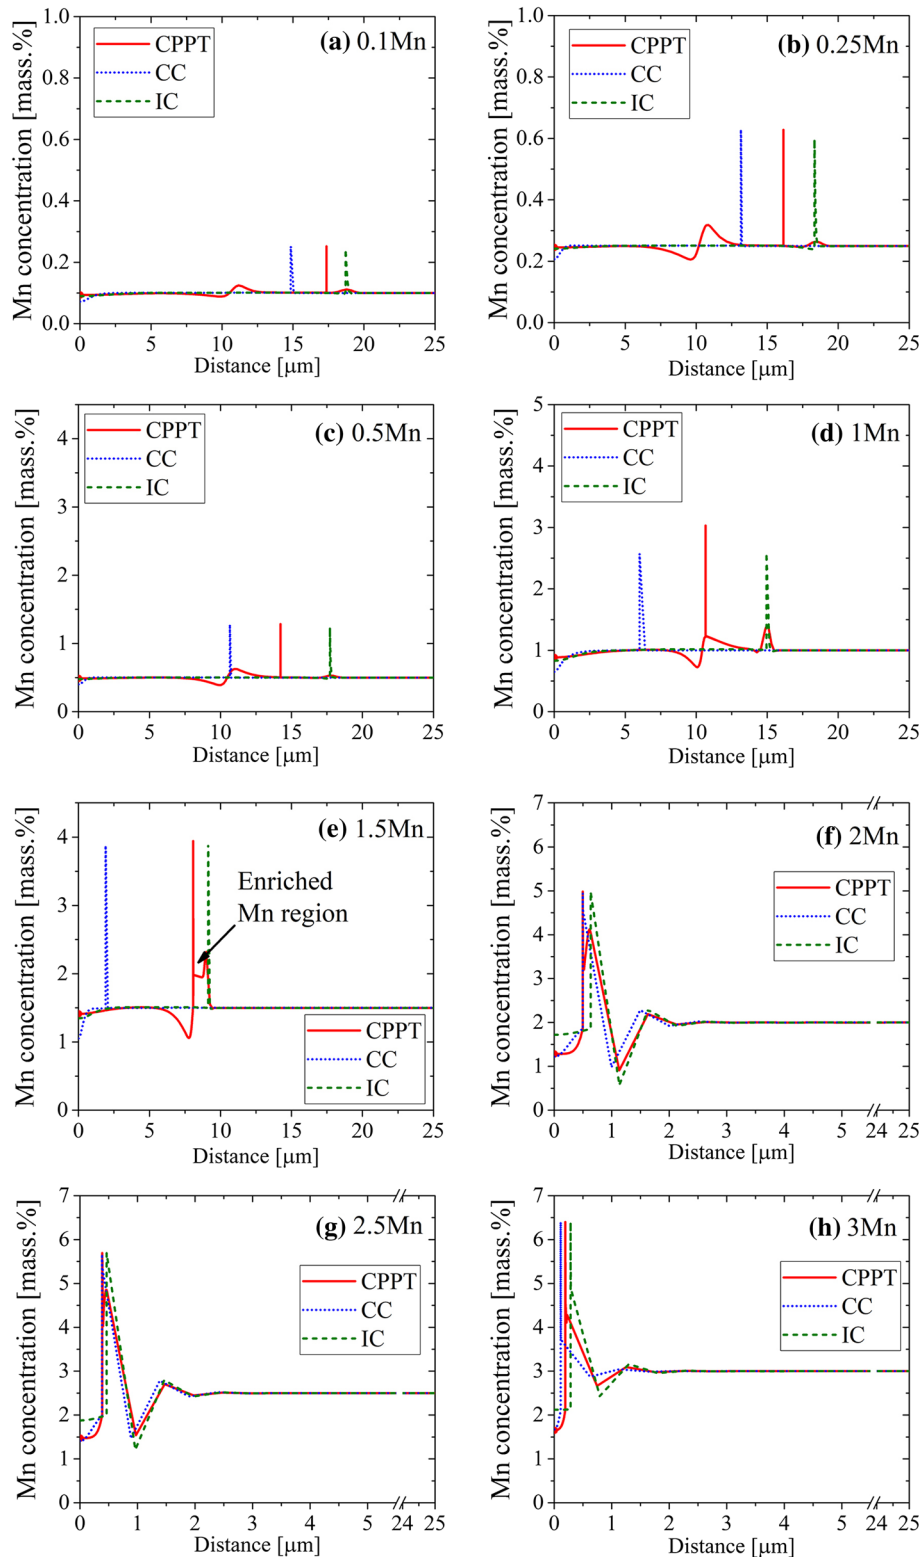 (a) 0.1Mn
CPPT
CC
IC
Mn concentration [mass.%]
1.0
0.8
0.6
0.4
0.2
0.0
0 5 10 15 20 25
Distance [μm]
(b) 0.25Mn
CPPT
CC
IC
Mn concentration [mass.%]
1.0
0.8
0.6
0.4
0.2
0.0
0 5 10 15 20 25
Distance [μm]
(c) 0.5Mn
CPPT
CC
IC
Mn concentration [mass.%]
4
3
2
1
0
0 5 10 15 20 25
Distance [μm]
(d) 1Mn
CPPT
CC
IC
Mn concentration [mass.%]
5
4
3
2
1
0
0 5 10 15 20 25
Distance [μm]
(e) 1.5Mn
Enriched
Mn region
CPPT
CC
IC
Mn concentration [mass.%]
4
3
2
1
0
0 5 10 15 20 25
Distance [μm]
(f) 2Mn
CPPT
CC
IC
Mn concentration [mass.%]
7
6
5
4
3
2
1
0
0 1 2 3 4 5 24 25
Distance [μm]
(g) 2.5Mn
CPPT
CC
IC
Mn concentration [mass.%]
7
6
5
4
3
2
1
0
0 1 2 3 4 5 24 25
Distance [μm]
(h) 3Mn
CPPT
CC
IC
Mn concentration [mass.%]
7
6
5
4
3
2
1
0
0 1 2 3 4 5 24 25
Distance [μm]